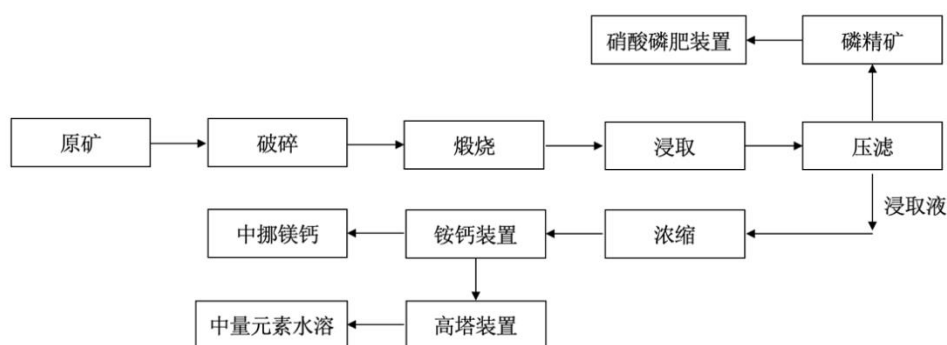 硝酸磷肥装置
磷精矿
原矿
破碎
煅烧
浸取
压滤
浸取液
中挪镁钙
铵钙装置
浓缩
中量元素水溶
高塔装置